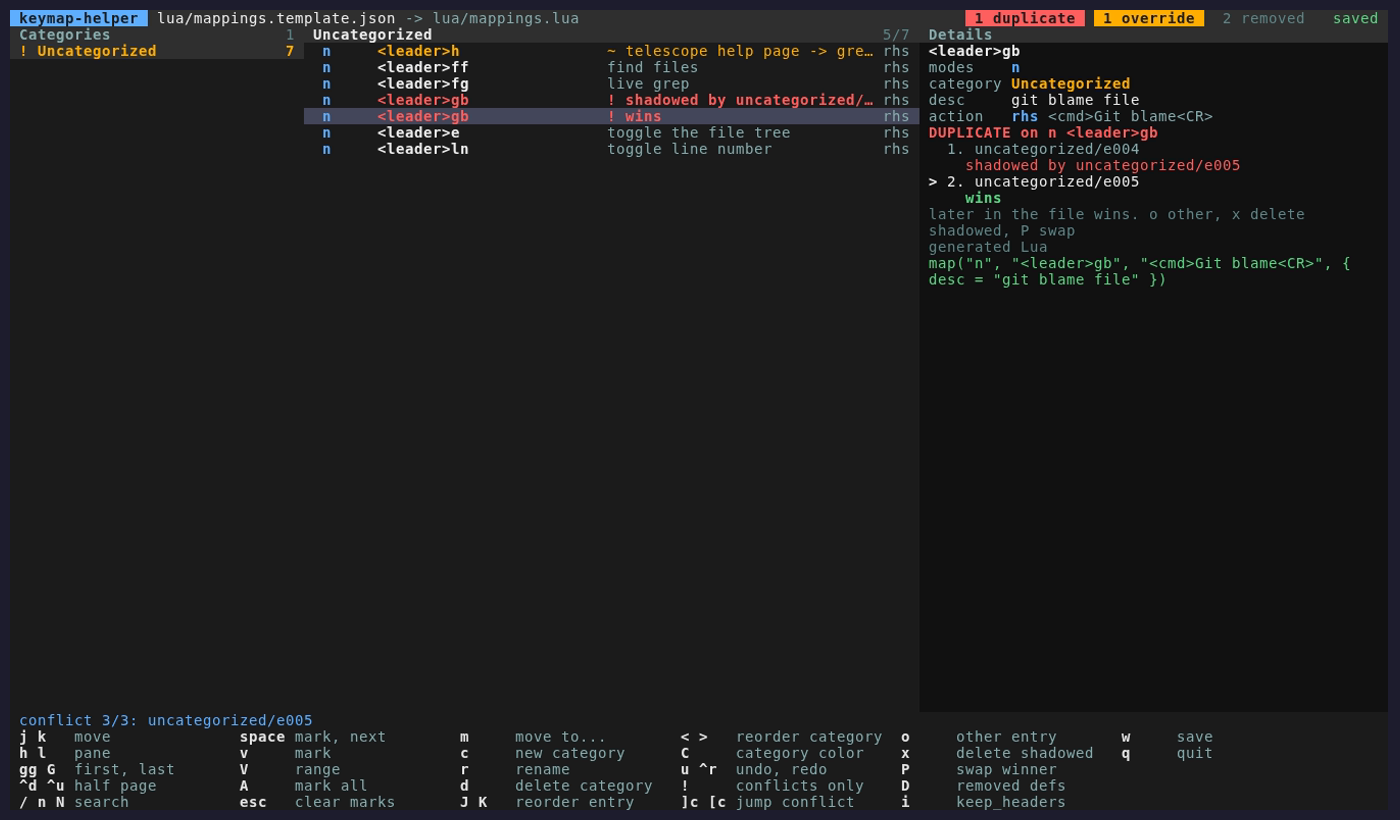 keymap-helper lua/mappings.template.json -> lua/mappings.lua 1 duplicate 1 override 2 removed saved
Categories 1 Uncategorized 5/7 Details
! Uncategorized 7 n <leader>h ~ telescope help page -> gre… rhs <leader>gb
n <leader>ff find files rhs modes n
n <leader>fg live grep rhs category Uncategorized
n <leader>gb ! shadowed by uncategorized/… rhs desc git blame file
n <leader>gb ! wins rhs action rhs <cmd>Git blame<CR>
n <leader>e toggle the file tree rhs DUPLICATE on n <leader>gb
n <leader>ln toggle line number rhs 1. uncategorized/e004
shadowed by uncategorized/e005
> 2. uncategorized/e005
wins
later in the file wins. o other, x delete
shadowed, P swap
generated Lua
map("n", "<leader>gb", "<cmd>Git blame<CR>", {
desc = "git blame file" })
conflict 3/3: uncategorized/e005
j k move space mark, next m move to... < > reorder category o other entry w save
h l pane v mark c new category C category color x delete shadowed q quit
gg G first, last V range r rename u ^r undo, redo P swap winner
^d ^u half page A mark all d delete category ! conflicts only D removed defs
/ n N search esc clear marks J K reorder entry ]c [c jump conflict i keep_headers